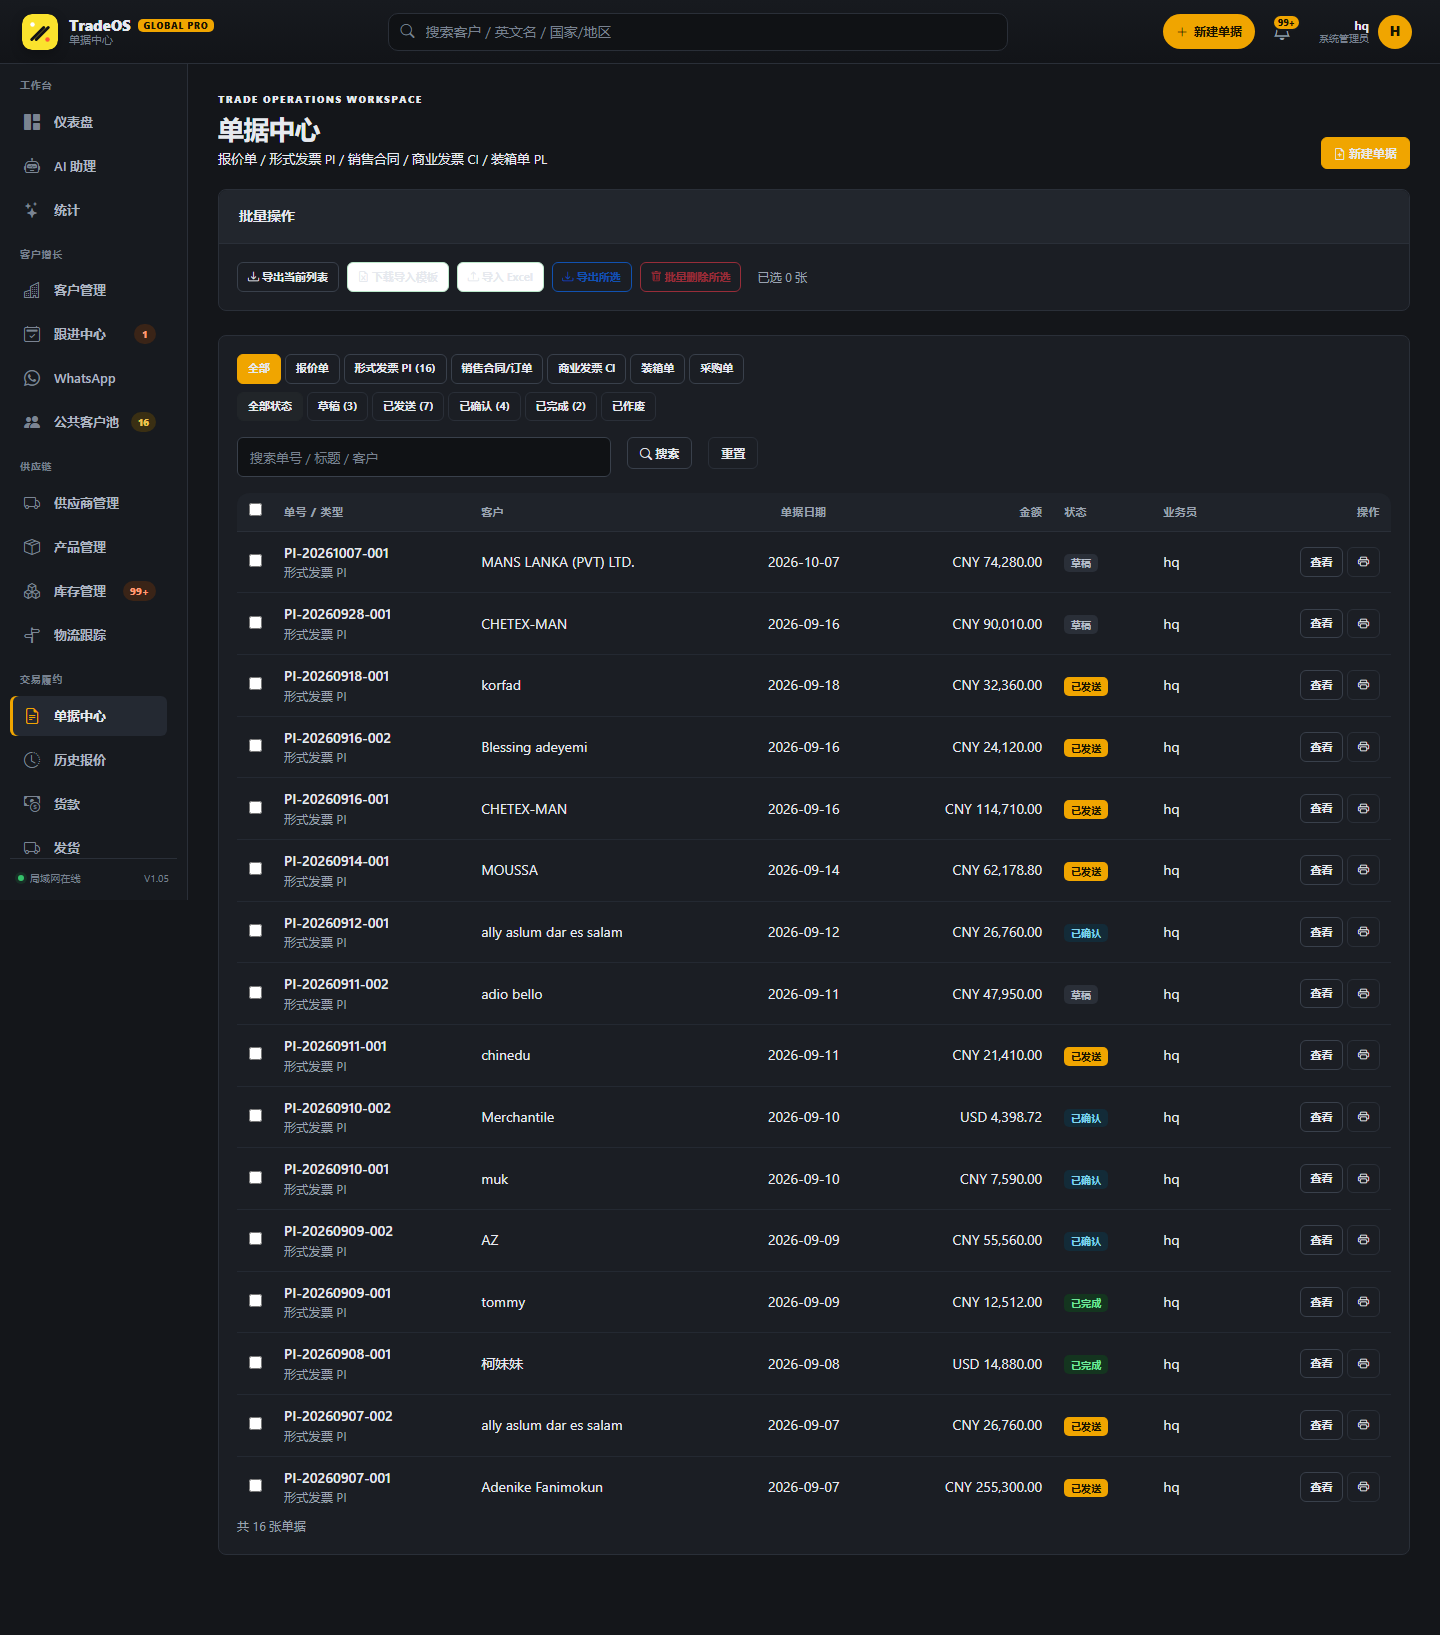 TradeOS GLOBAL PRO
单据中心
搜索客户 / 英文名 / 国家/地区
+ 新建单据
99+
hq
系统管理员
H
工作台
仪表盘
AI 助理
统计
客户增长
客户管理
跟进中心 1
WhatsApp
公共客户池 16
供应链
供应商管理
产品管理
库存管理 99+
物流跟踪
交易履约
单据中心
历史报价
货款
发货
局域网在线 V1.05
TRADE OPERATIONS WORKSPACE
单据中心
报价单 / 形式发票 PI / 销售合同 / 商业发票 CI / 装箱单 PL
新建单据
批量操作
导出当前列表 下载导入模板 导入 Excel 导出所选 批量删除所选 已选 0 张
全部 报价单 形式发票 PI (16) 销售合同/订单 商业发票 CI 装箱单 采购单
全部状态 草稿 (3) 已发送 (7) 已确认 (4) 已完成 (2) 已作废
搜索单号 / 标题 / 客户 搜索 重置
单号 / 类型 客户 单据日期 金额 状态 业务员 操作
PI-20261007-001
形式发票 PI
MANS LANKA (PVT) LTD. 2026-10-07 CNY 74,280.00 草稿 hq 查看
PI-20260928-001
形式发票 PI
CHETEX-MAN 2026-09-16 CNY 90,010.00 草稿 hq 查看
PI-20260918-001
形式发票 PI
korfad 2026-09-18 CNY 32,360.00 已发送 hq 查看
PI-20260916-002
形式发票 PI
Blessing adeyemi 2026-09-16 CNY 24,120.00 已发送 hq 查看
PI-20260916-001
形式发票 PI
CHETEX-MAN 2026-09-16 CNY 114,710.00 已发送 hq 查看
PI-20260914-001
形式发票 PI
MOUSSA 2026-09-14 CNY 62,178.80 已发送 hq 查看
PI-20260912-001
形式发票 PI
ally aslum dar es salam 2026-09-12 CNY 26,760.00 已确认 hq 查看
PI-20260911-002
形式发票 PI
adio bello 2026-09-11 CNY 47,950.00 草稿 hq 查看
PI-20260911-001
形式发票 PI
chinedu 2026-09-11 CNY 21,410.00 已发送 hq 查看
PI-20260910-002
形式发票 PI
Merchantile 2026-09-10 USD 4,398.72 已确认 hq 查看
PI-20260910-001
形式发票 PI
muk 2026-09-10 CNY 7,590.00 已确认 hq 查看
PI-20260909-002
形式发票 PI
AZ 2026-09-09 CNY 55,560.00 已确认 hq 查看
PI-20260909-001
形式发票 PI
tommy 2026-09-09 CNY 12,512.00 已完成 hq 查看
PI-20260908-001
形式发票 PI
柯妹妹 2026-09-08 USD 14,880.00 已完成 hq 查看
PI-20260907-002
形式发票 PI
ally aslum dar es salam 2026-09-07 CNY 26,760.00 已发送 hq 查看
PI-20260907-001
形式发票 PI
Adenike Fanimokun 2026-09-07 CNY 255,300.00 已发送 hq 查看
共 16 张单据